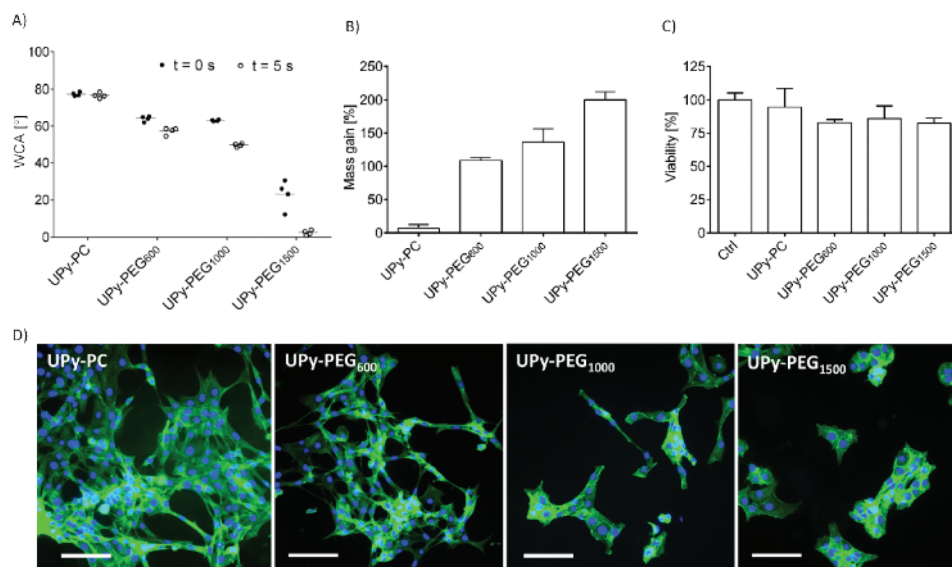 A)
B)
C)
• t = 0 s ○ t = 5 s
WCA [°]
100
80
60
40
20
0
UPy-PC
UPy-PEG600
UPy-PEG1000
UPy-PEG1500
Mass gain [%]
250
200
150
100
50
0
UPy-PC
UPy-PEG600
UPy-PEG1000
UPy-PEG1500
Viability [%]
125
100
75
50
25
0
Ctrl
UPy-PC
UPy-PEG600
UPy-PEG1000
UPy-PEG1500
D)
UPy-PC
UPy-PEG600
UPy-PEG1000
UPy-PEG1500